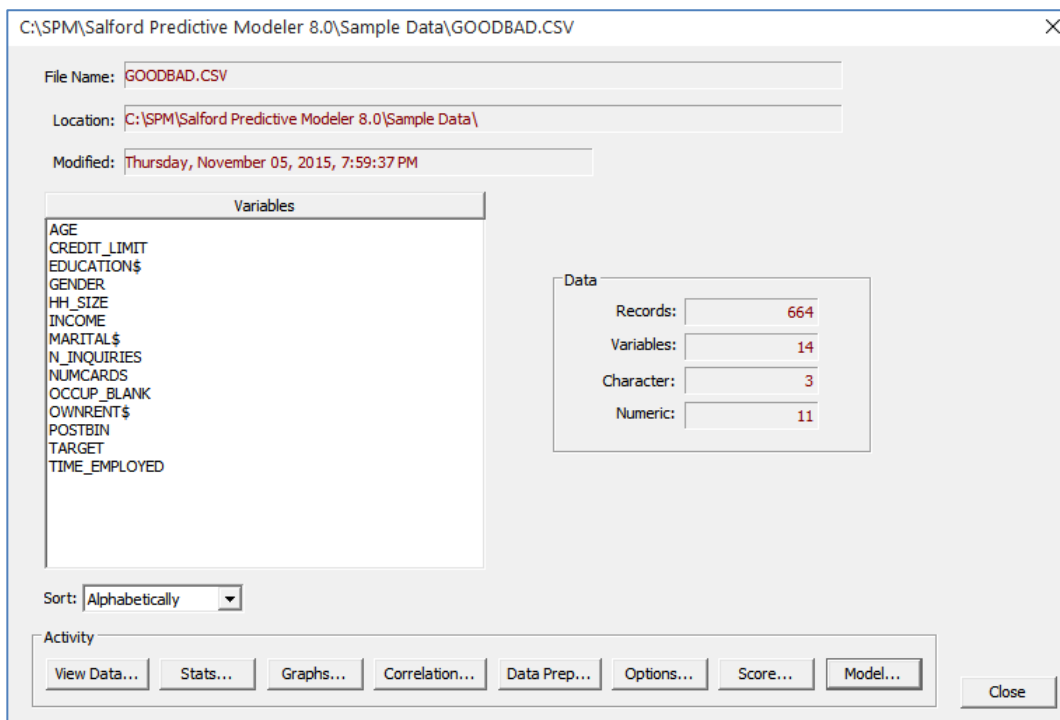 C:\SPM\Salford Predictive Modeler 8.0\Sample Data\GOODBAD.CSV
File Name: GOODBAD.CSV
Location: C:\SPM\Salford Predictive Modeler 8.0\Sample Data\
Modified: Thursday, November 05, 2015, 7:59:37 PM
Variables
AGE
CREDIT_LIMIT
EDUCATION$
GENDER
HH_SIZE
INCOME
MARITAL$
N_INQUIRIES
NUMCARDS
OCCUP_BLANK
OWNRENT$
POSTBIN
TARGET
TIME_EMPLOYED
Data
Records: 664
Variables: 14
Character: 3
Numeric: 11
Sort: Alphabetically
Activity
View Data... Stats... Graphs... Correlation... Data Prep... Options... Score... Model...
Close